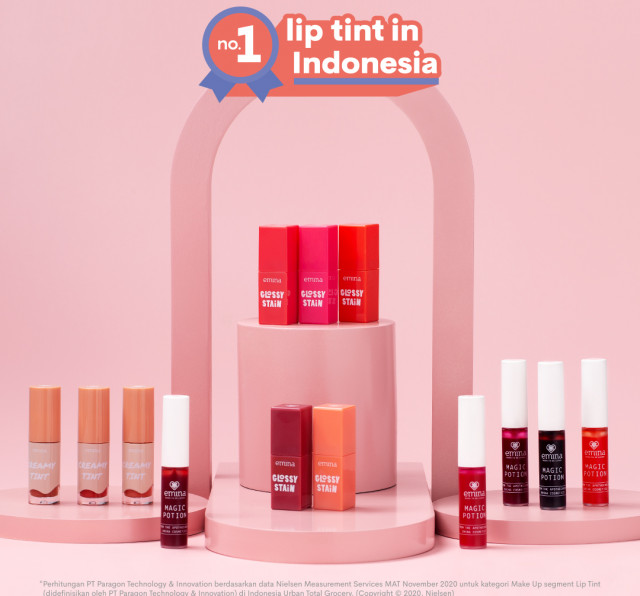 no.1
lip tint in
Indonesia
emina
GLOSSY
STAIN
emina
GLOSSY
STAIN
emina
GLOSSY
STAIN
CREAMY
TINT
CREAMY
TINT
CREAMY
TINT
emina
MAGIC
POTION
emina
GLOSSY
STAIN
emina
GLOSSY
STAIN
emina
MAGIC
POTION
emina
MAGIC
POTION
emina
MAGIC
POTION
emina
MAGIC
POTION
*Perhitungan PT Paragon Technology & Innovation berdasarkan data Nielsen Measurement Services MAT November 2020 untuk kategori Make Up segment Lip Tint
(didefinisikan oleh PT Paragon Technology & Innovation) di Indonesia Urban Total Grocery. (Copyright © 2020, Nielsen)